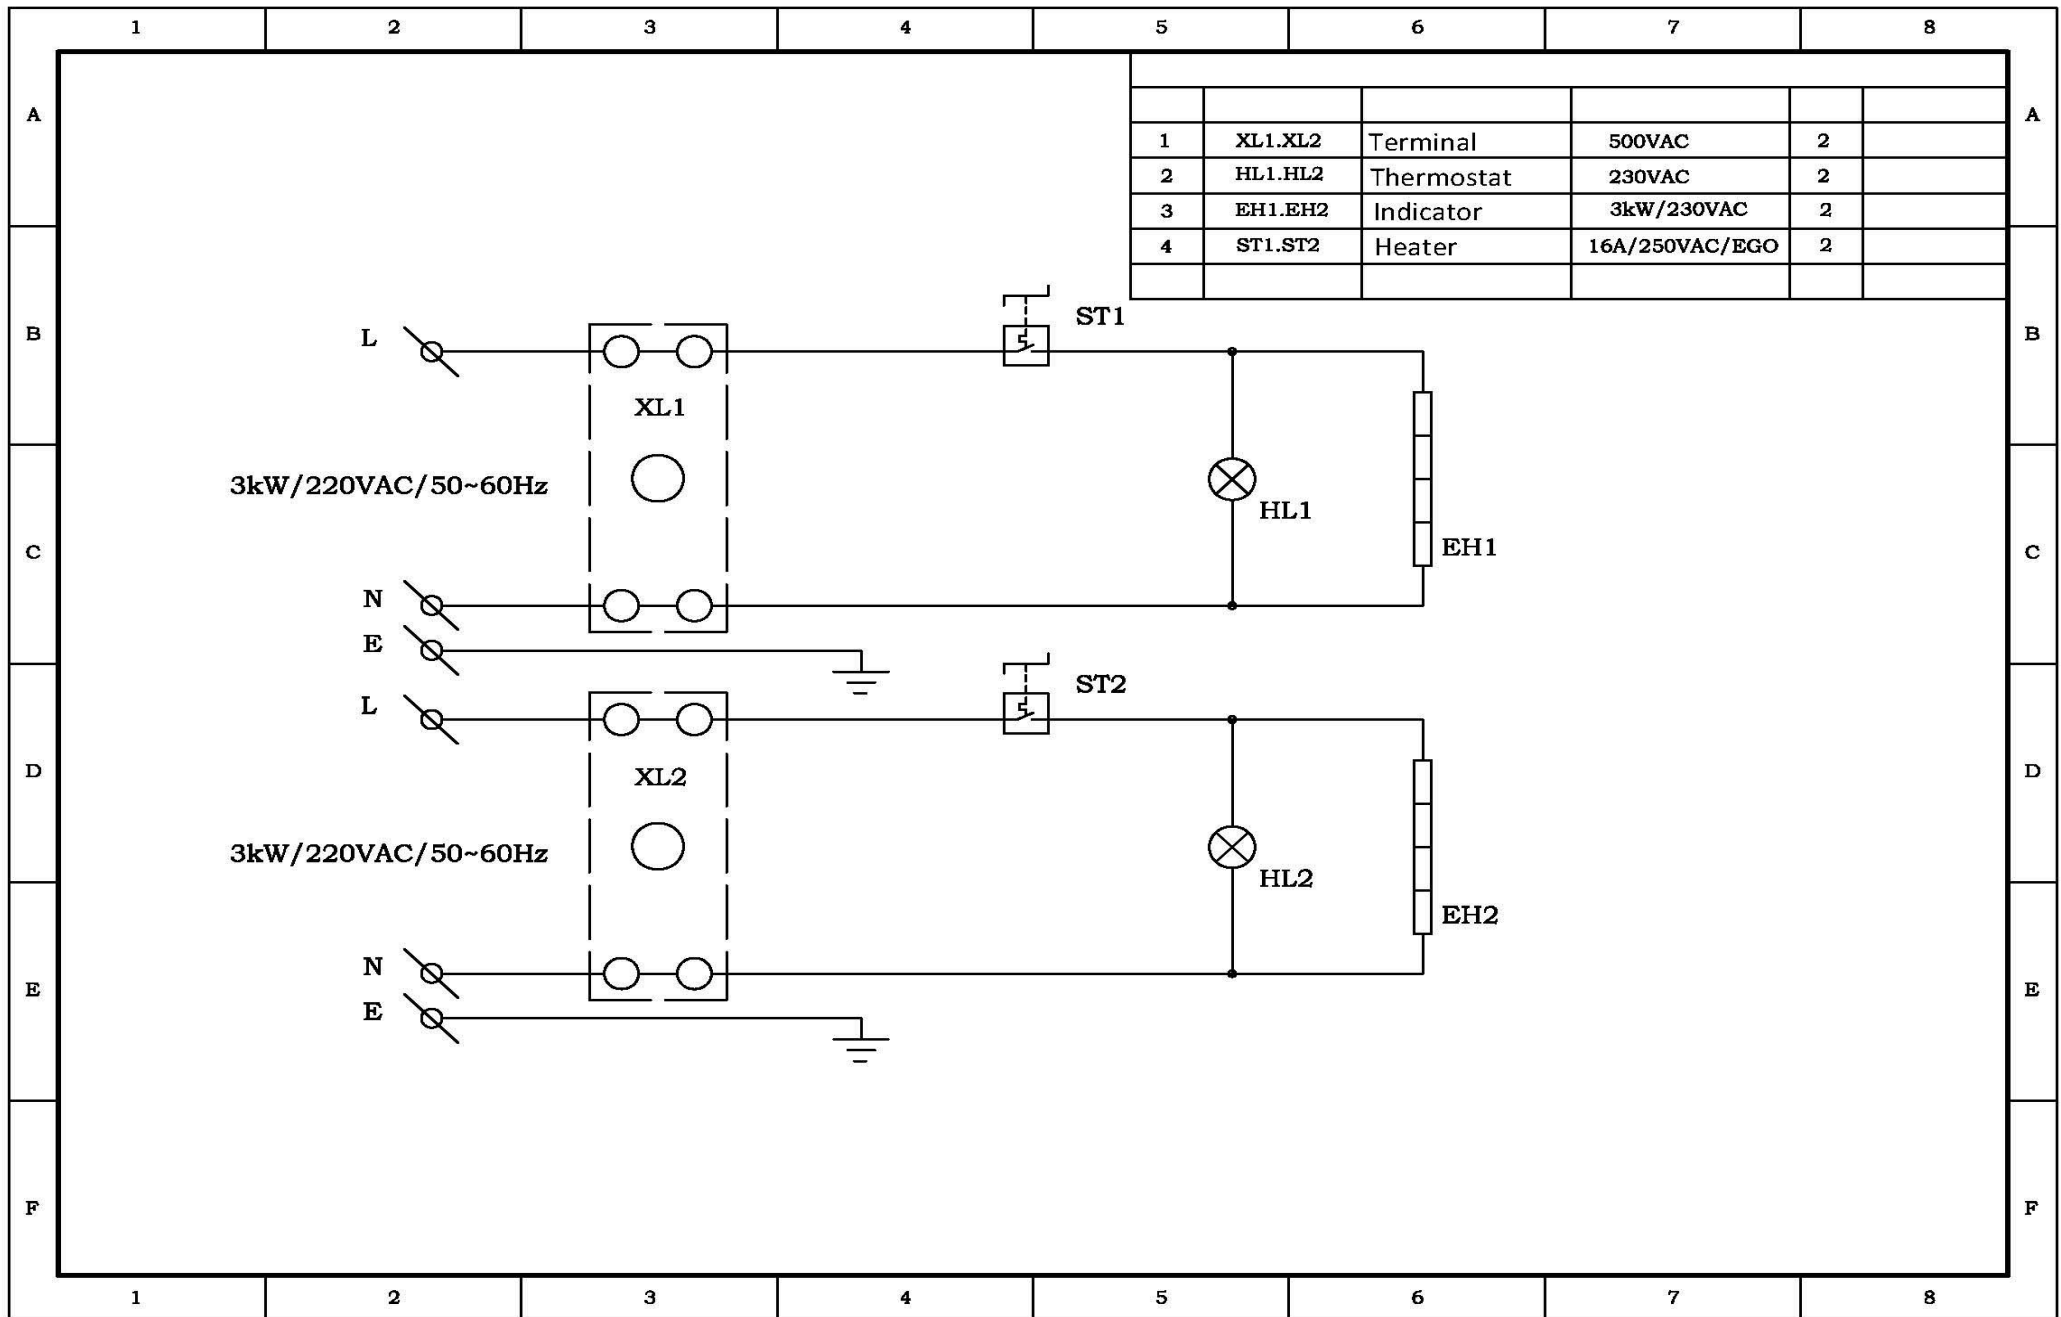 1 2 3 4 5 6 7 8
A A
1 XL1.XL2 Terminal 500VAC 2
2 HL1.HL2 Thermostat 230VAC 2
3 EH1.EH2 Indicator 3kW/230VAC 2
4 ST1.ST2 Heater 16A/250VAC/EGO 2
ST1
B L B
XL1
3kW/220VAC/50~60Hz
HL1
C EH1 C
N
E
ST2
L
D XL2 D
3kW/220VAC/50~60Hz
HL2
EH2
N
E E
E
F F
1 2 3 4 5 6 7 8